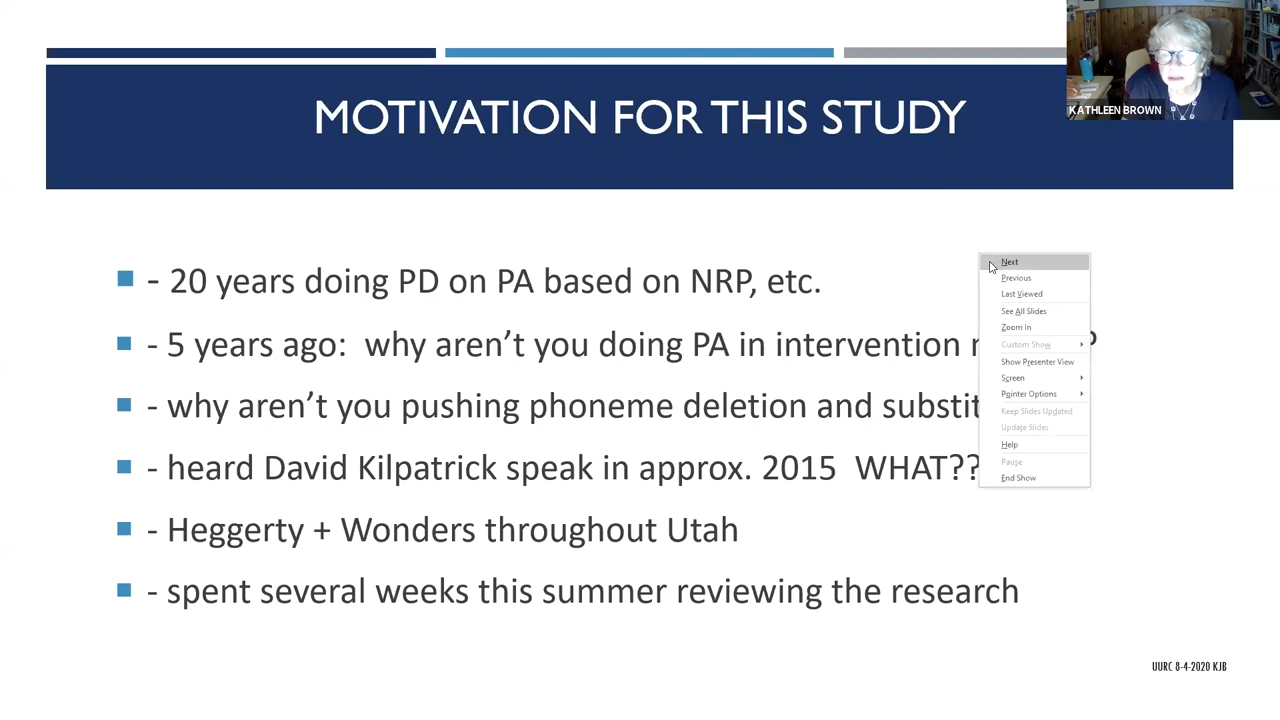 KATHLEEN BROWN
MOTIVATION FOR THIS STUDY
- 20 years doing PD on PA based on NRP, etc.
- 5 years ago: why aren't you doing PA in intervention
- why aren't you pushing phoneme deletion and
- heard David Kilpatrick speak in approx. 2015 WHAT??
- Heggerty + Wonders throughout Utah
- spent several weeks this summer reviewing the research
Next
Previous
Last Viewed
See All Slides
Zoom In
Custom Show
Show Presenter View
Screen
Pointer Options
Keep Slides Updated
Update Slides
Help
Pause
End Show
UURC 8-4-2020 KJB